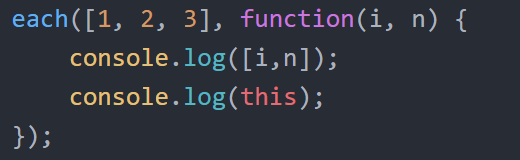 each([1, 2, 3], function(i, n) {
    console.log([i,n]);
    console.log(this);
});